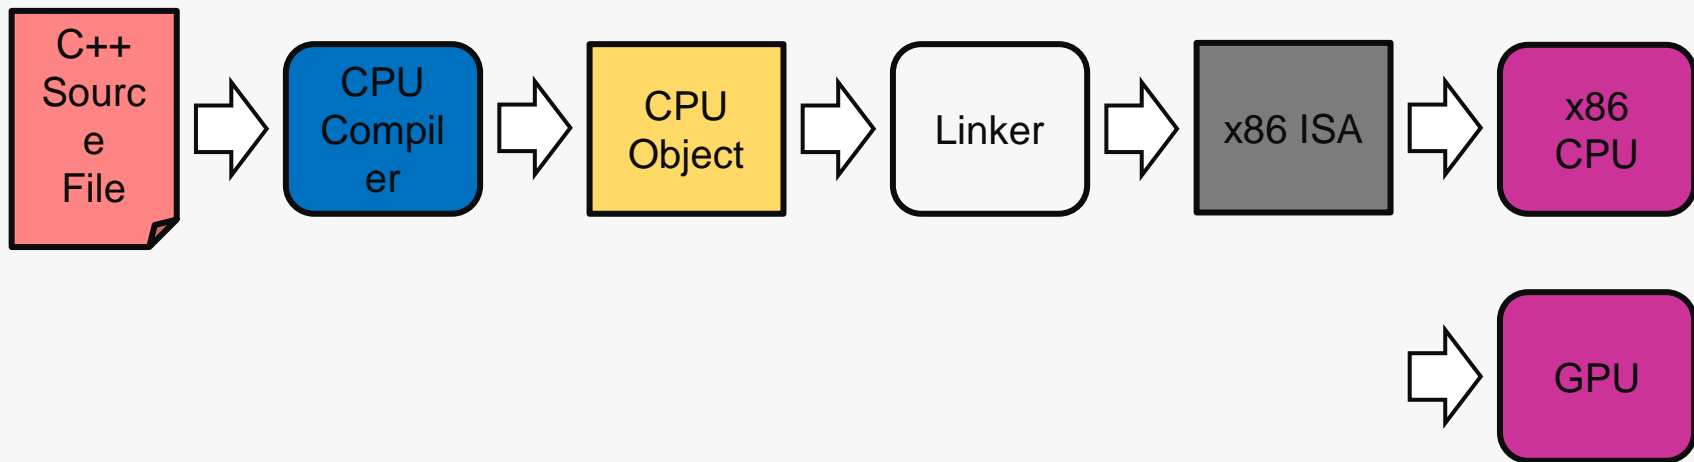 C++
Sourc
e
File
CPU
Compil
er
CPU
Object
Linker
x86 ISA
x86
CPU
GPU